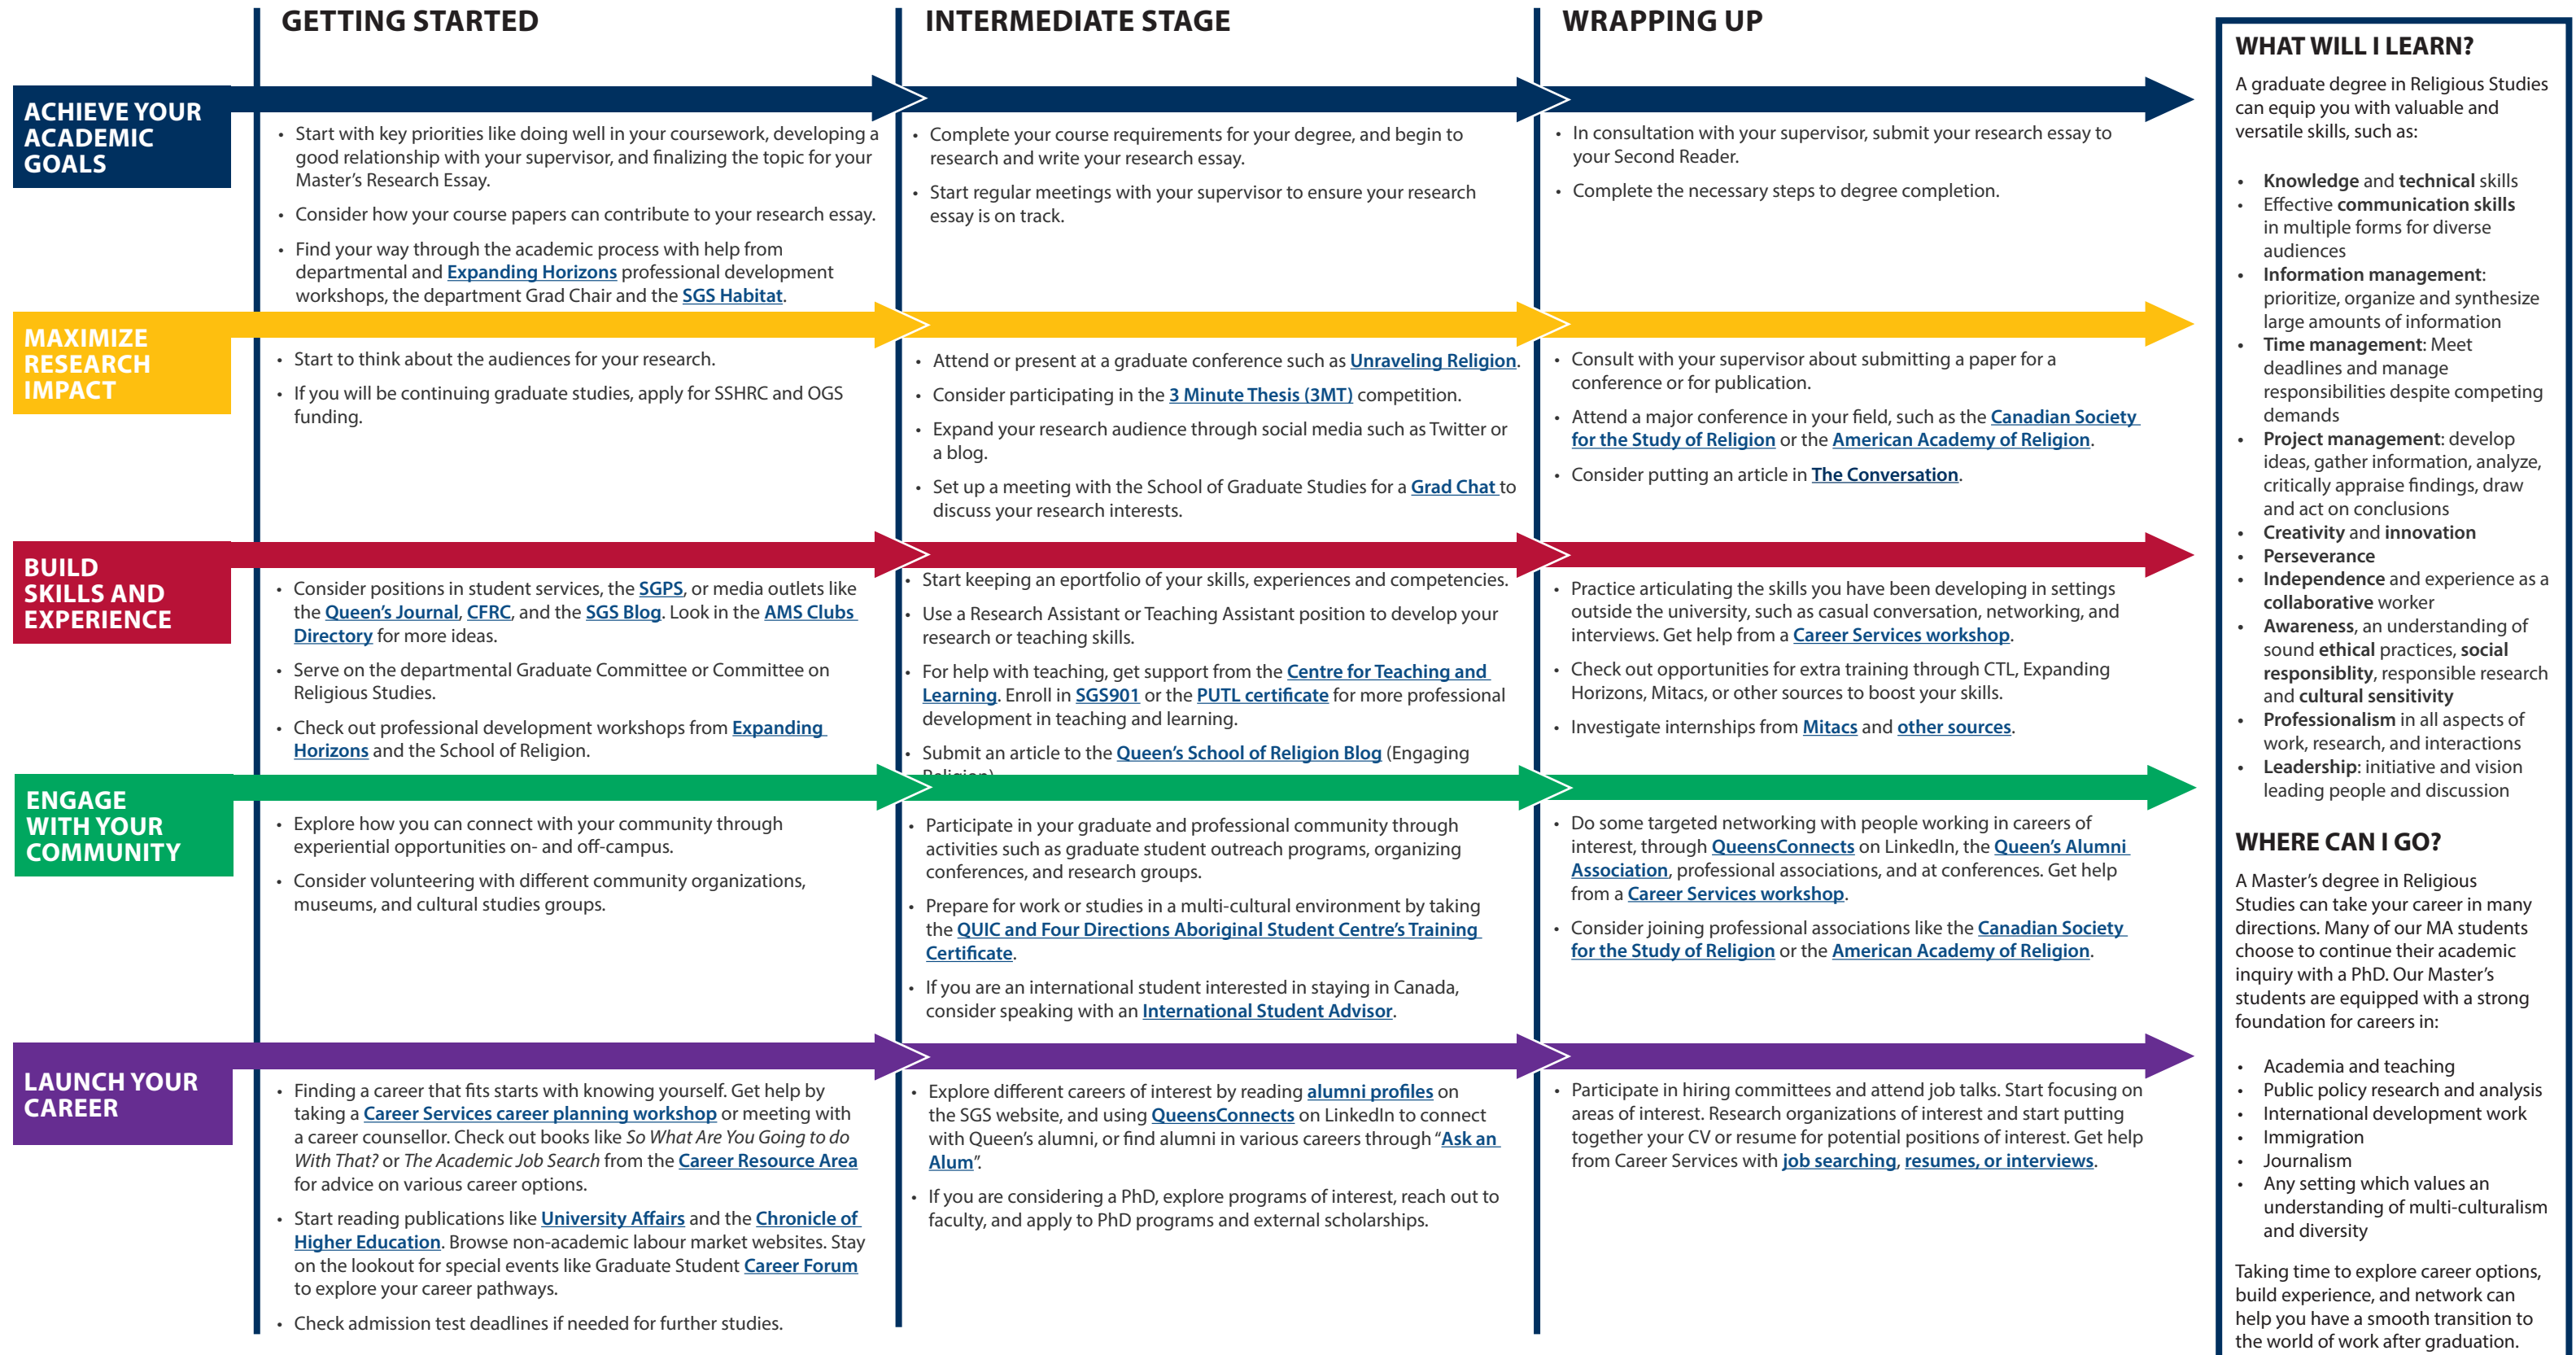 GETTING STARTED
INTERMEDIATE STAGE
WRAPPING UP
ACHIEVE YOUR
ACADEMIC
GOALS
• Start with key priorities like doing well in your coursework, developing a
good relationship with your supervisor, and finalizing the topic for your
Master's Research Essay.
• Consider how your course papers can contribute to your research essay.
• Find your way through the academic process with help from
departmental and Expanding Horizons professional development
workshops, the department Grad Chair and the SGS Habitat.
• Complete your course requirements for your degree, and begin to
research and write your research essay.
• Start regular meetings with your supervisor to ensure your research
essay is on track.
• In consultation with your supervisor, submit your research essay to
your Second Reader.
• Complete the necessary steps to degree completion.
MAXIMIZE
RESEARCH
IMPACT
• Start to think about the audiences for your research.
• If you will be continuing graduate studies, apply for SSHRC and OGS
funding.
• Attend or present at a graduate conference such as Unraveling Religion.
• Consider participating in the 3 Minute Thesis (3MT) competition.
• Expand your research audience through social media such as Twitter or
a blog.
• Set up a meeting with the School of Graduate Studies for a Grad Chat to
discuss your research interests.
• Consult with your supervisor about submitting a paper for a
conference or for publication.
• Attend a major conference in your field, such as the Canadian Society
for the Study of Religion or the American Academy of Religion.
• Consider putting an article in The Conversation.
BUILD
SKILLS AND
EXPERIENCE
• Consider positions in student services, the SGPS, or media outlets like
the Queen's Journal, CFRC, and the SGS Blog. Look in the AMS Clubs
Directory for more ideas.
• Serve on the departmental Graduate Committee or Committee on
Religious Studies.
• Check out professional development workshops from Expanding
Horizons and the School of Religion.
• Start keeping an eportfolio of your skills, experiences and competencies.
• Use a Research Assistant or Teaching Assistant position to develop your
research or teaching skills.
• For help with teaching, get support from the Centre for Teaching and
Learning. Enroll in SGS901 or the PUTL certificate for more professional
development in teaching and learning.
• Submit an article to the Queen's School of Religion Blog (Engaging
Religion)
• Practice articulating the skills you have been developing in settings
outside the university, such as casual conversation, networking, and
interviews. Get help from a Career Services workshop.
• Check out opportunities for extra training through CTL, Expanding
Horizons, Mitacs, or other sources to boost your skills.
• Investigate internships from Mitacs and other sources.
ENGAGE
WITH YOUR
COMMUNITY
• Explore how you can connect with your community through
experiential opportunities on- and off-campus.
• Consider volunteering with different community organizations,
museums, and cultural studies groups.
• Participate in your graduate and professional community through
activities such as graduate student outreach programs, organizing
conferences, and research groups.
• Prepare for work or studies in a multi-cultural environment by taking
the QUIC and Four Directions Aboriginal Student Centre's Training
Certificate.
• If you are an international student interested in staying in Canada,
consider speaking with an International Student Advisor.
• Do some targeted networking with people working in careers of
interest, through QueensConnects on LinkedIn, the Queen's Alumni
Association, professional associations, and at conferences. Get help
from a Career Services workshop.
• Consider joining professional associations like the Canadian Society
for the Study of Religion or the American Academy of Religion.
LAUNCH YOUR
CAREER
• Finding a career that fits starts with knowing yourself. Get help by
taking a Career Services career planning workshop or meeting with
a career counsellor. Check out books like So What Are You Going to do
With That? or The Academic Job Search from the Career Resource Area
for advice on various career options.
• Start reading publications like University Affairs and the Chronicle of
Higher Education. Browse non-academic labour market websites. Stay
on the lookout for special events like Graduate Student Career Forum
to explore your career pathways.
• Check admission test deadlines if needed for further studies.
• Explore different careers of interest by reading alumni profiles on
the SGS website, and using QueensConnects on LinkedIn to connect
with Queen's alumni, or find alumni in various careers through "Ask an
Alum".
• If you are considering a PhD, explore programs of interest, reach out to
faculty, and apply to PhD programs and external scholarships.
• Participate in hiring committees and attend job talks. Start focusing on
areas of interest. Research organizations of interest and start putting
together your CV or resume for potential positions of interest. Get help
from Career Services with job searching, resumes, or interviews.
WHAT WILL I LEARN?
A graduate degree in Religious Studies
can equip you with valuable and
versatile skills, such as:
• Knowledge and technical skills
• Effective communication skills
in multiple forms for diverse
audiences
• Information management:
prioritize, organize and synthesize
large amounts of information
• Time management: Meet
deadlines and manage
responsibilities despite competing
demands
• Project management: develop
ideas, gather information, analyze,
critically appraise findings, draw
and act on conclusions
• Creativity and innovation
• Perseverance
• Independence and experience as a
collaborative worker
• Awareness, an understanding of
sound ethical practices, social
responsiblity, responsible research
and cultural sensitivity
• Professionalism in all aspects of
work, research, and interactions
• Leadership: initiative and vision
leading people and discussion
WHERE CAN I GO?
A Master's degree in Religious
Studies can take your career in many
directions. Many of our MA students
choose to continue their academic
inquiry with a PhD. Our Master's
students are equipped with a strong
foundation for careers in:
• Academia and teaching
• Public policy research and analysis
• International development work
• Immigration
• Journalism
• Any setting which values an
understanding of multi-culturalism
and diversity
Taking time to explore career options,
build experience, and network can
help you have a smooth transition to
the world of work after graduation.